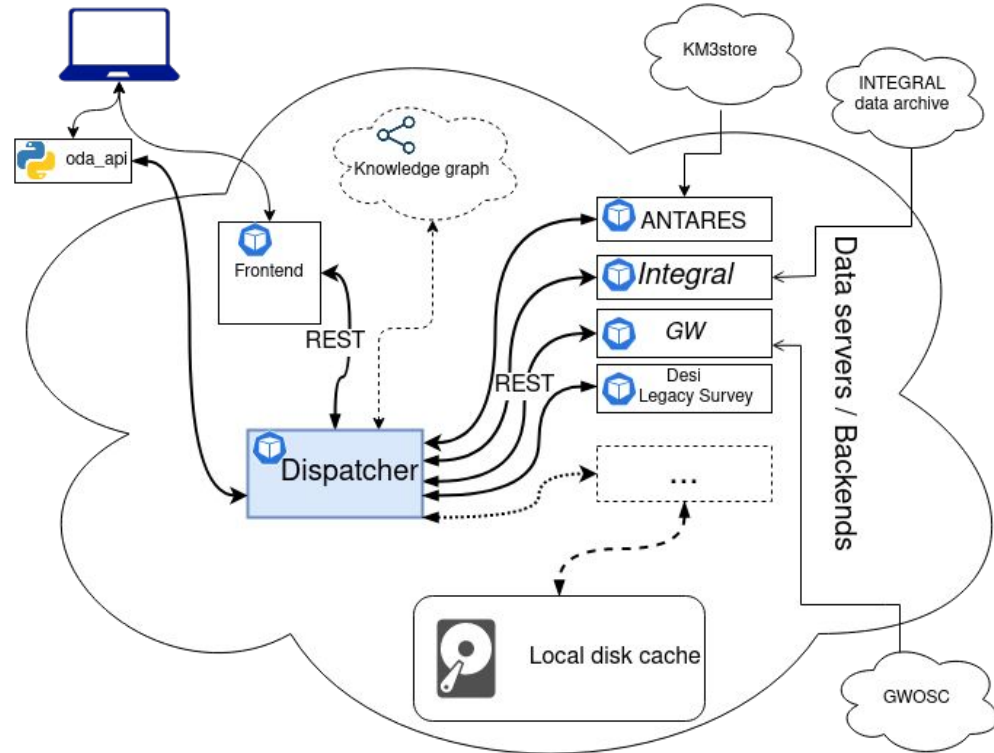 KM3store
INTEGRAL
data archive
oda_api
Knowledge graph
Frontend
ANTARES
Integral
GW
Desi
Legacy Survey
REST
REST
Dispatcher
...
Data servers / Backends
Local disk cache
GWOSC